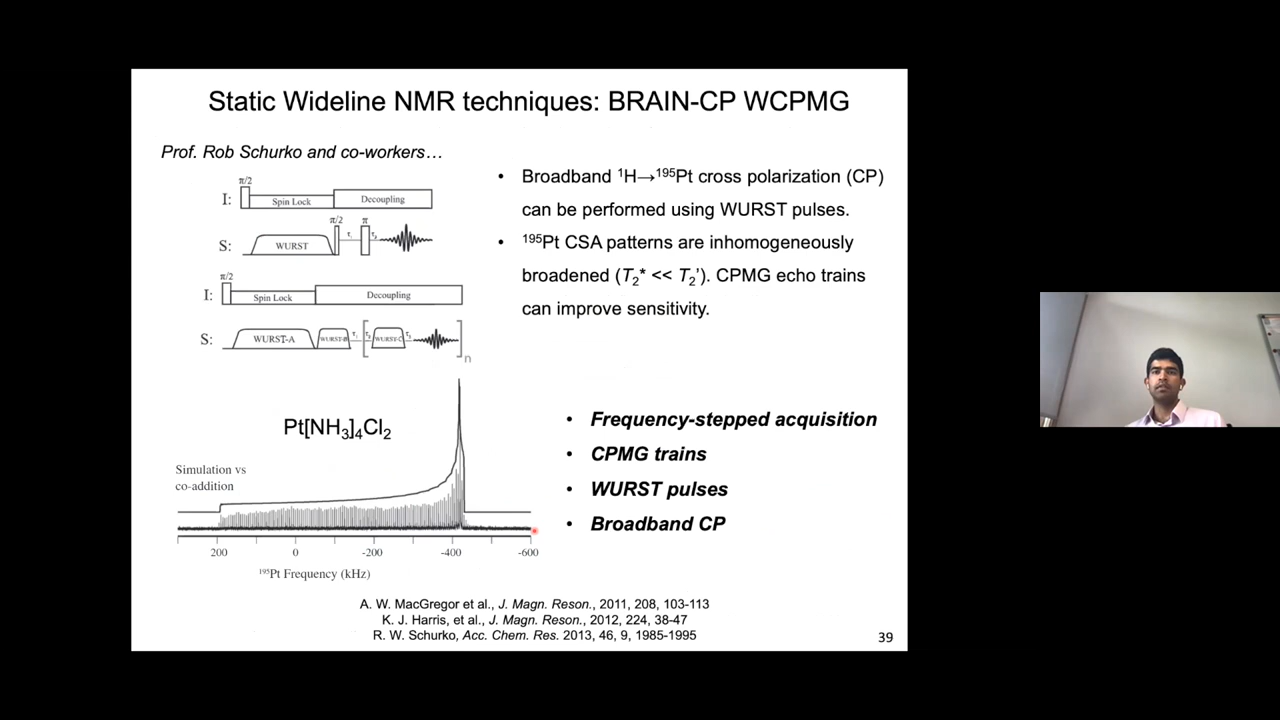 Static Wideline NMR techniques: BRAIN-CP WCPMG
Prof. Rob Schurko and co-workers…
π/2
I:
Spin Lock
Decoupling
π/2
π
S:
WURST
τ₁
τ₂
π/2
I:
Spin Lock
Decoupling
S:
WURST-A
WURST-B
τ₁
τ₂
WURST-C
τ₃
n
• Broadband ¹H→¹⁹⁵Pt cross polarization (CP)
can be performed using WURST pulses.
• ¹⁹⁵Pt CSA patterns are inhomogeneously
broadened (T₂* << T₂'). CPMG echo trains
can improve sensitivity.
Pt[NH₃]₄Cl₂
Simulation vs
co-addition
200 0 -200 -400 -600
¹⁹⁵Pt Frequency (kHz)
• Frequency-stepped acquisition
• CPMG trains
• WURST pulses
• Broadband CP
A. W. MacGregor et al., J. Magn. Reson., 2011, 208, 103-113
K. J. Harris, et al., J. Magn. Reson., 2012, 224, 38-47
R. W. Schurko, Acc. Chem. Res. 2013, 46, 9, 1985-1995
39